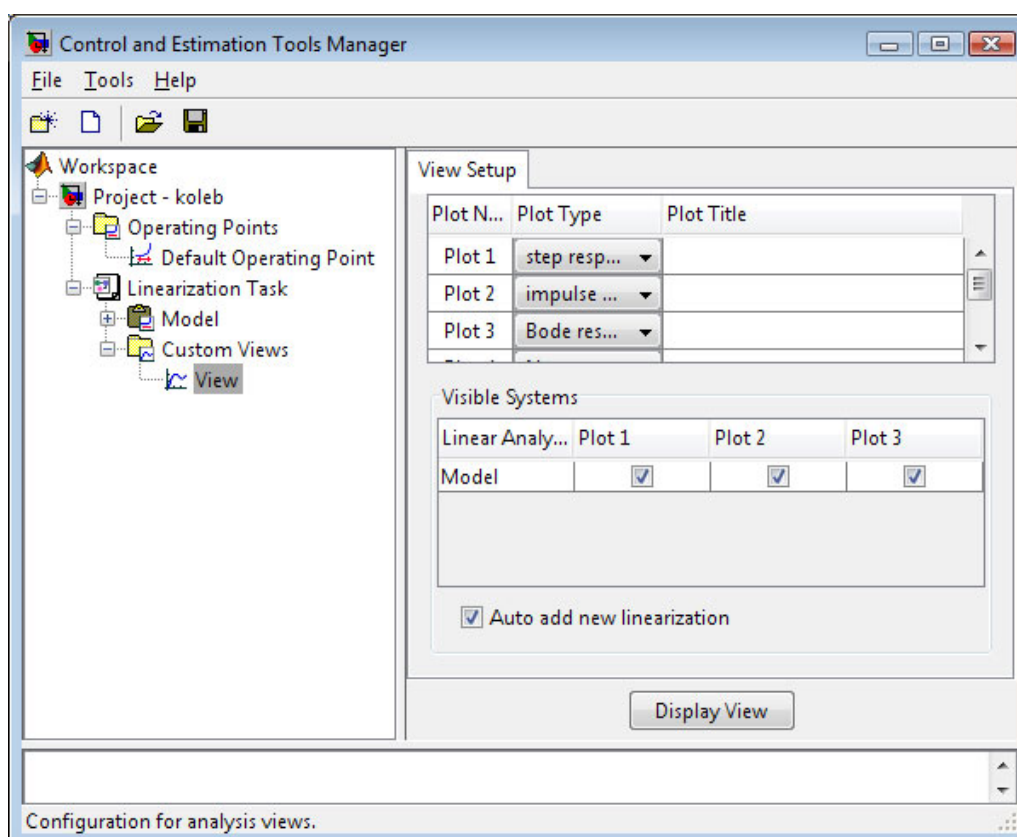 Control and Estimation Tools Manager
File Tools Help
Workspace
Project - koleb
Operating Points
Default Operating Point
Linearization Task
Model
Custom Views
View
View Setup
Plot N... Plot Type Plot Title
Plot 1 step resp...
Plot 2 impulse ...
Plot 3 Bode res...
Visible Systems
Linear Analy... Plot 1 Plot 2 Plot 3
Model
Auto add new linearization
Display View
Configuration for analysis views.